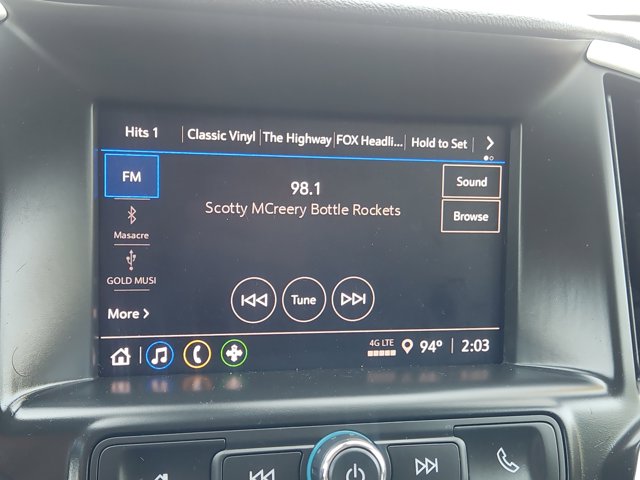 Hits 1 Classic Vinyl The Highway FOX Headli... Hold to Set
FM
98.1
Sound
Scotty MCreery Bottle Rockets
Browse
Masacre
GOLD MUSI
Tune
More
4G LTE 94° 2:03